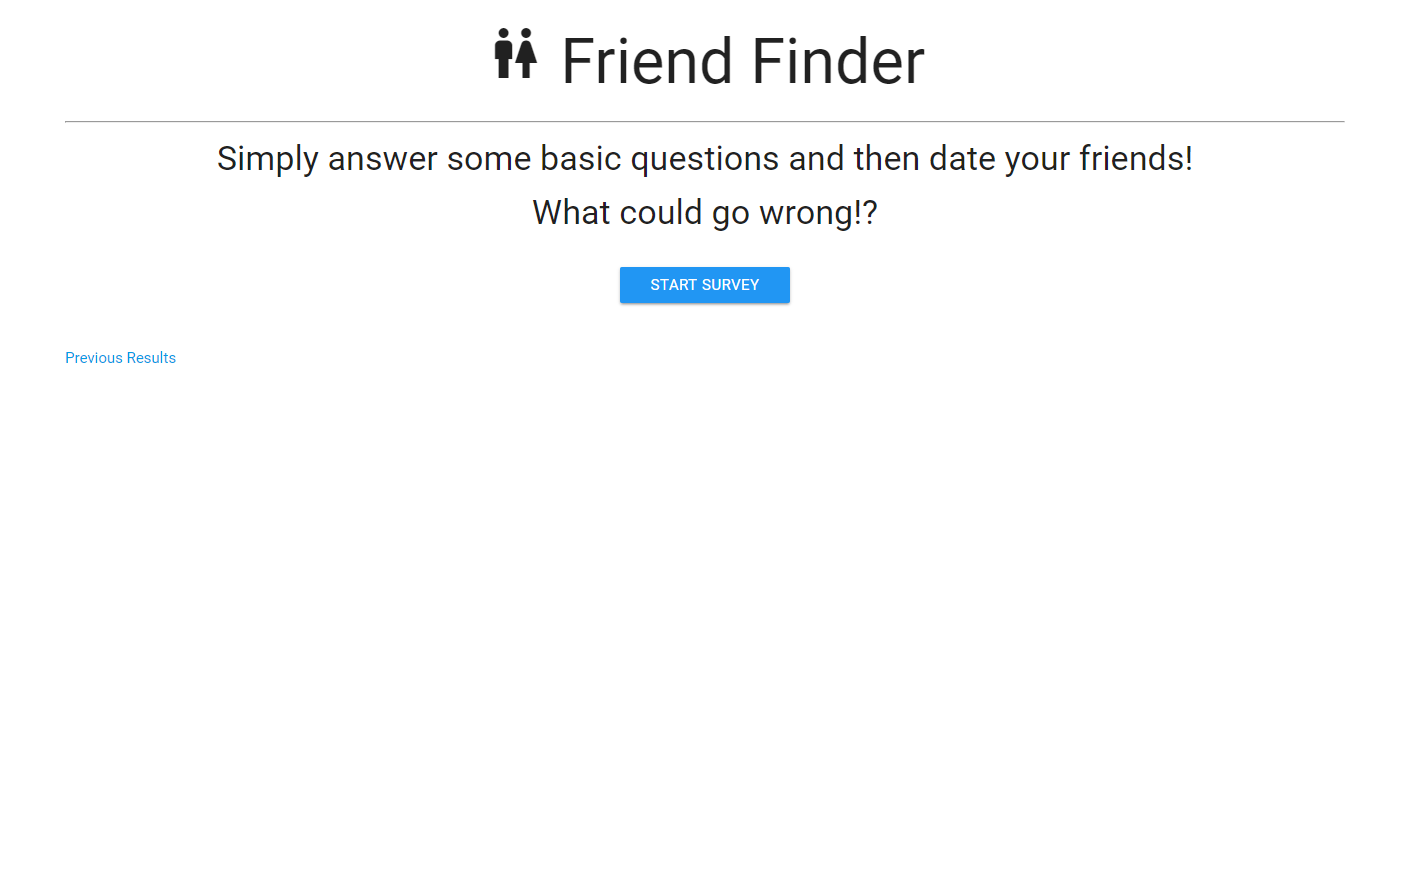 Friend Finder
Simply answer some basic questions and then date your friends!
What could go wrong!?
START SURVEY
Previous Results